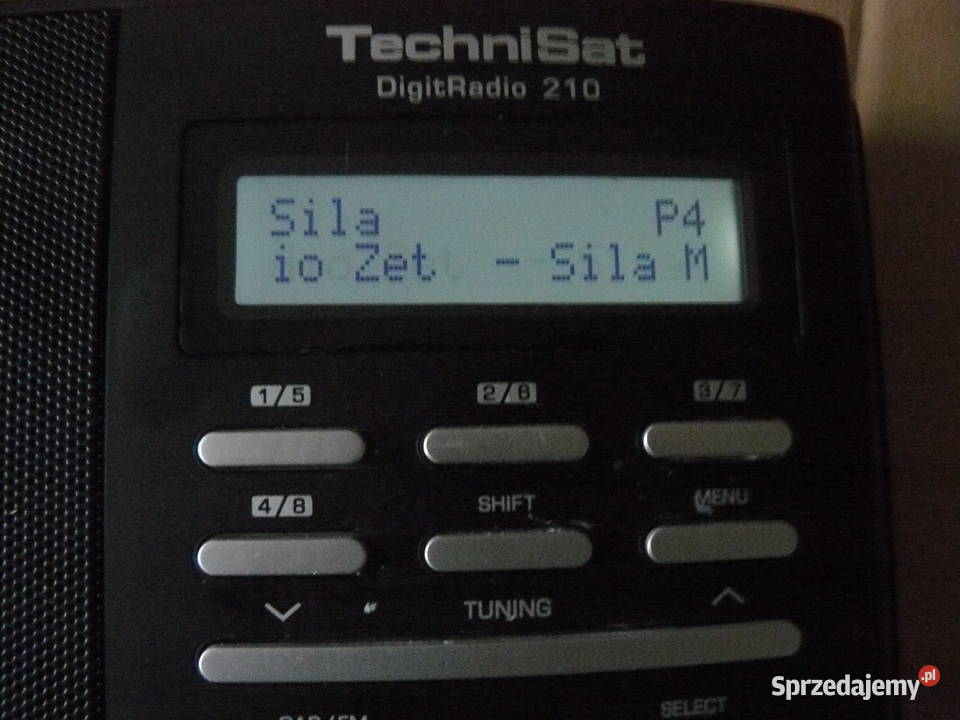 TechniSat
DigitRadio 210
Sila P4
io Zet - Sila M
1/5 2/6 3/7
4/8 SHIFT MENU
TUNING
SELECT
Sprzedajemy.pl